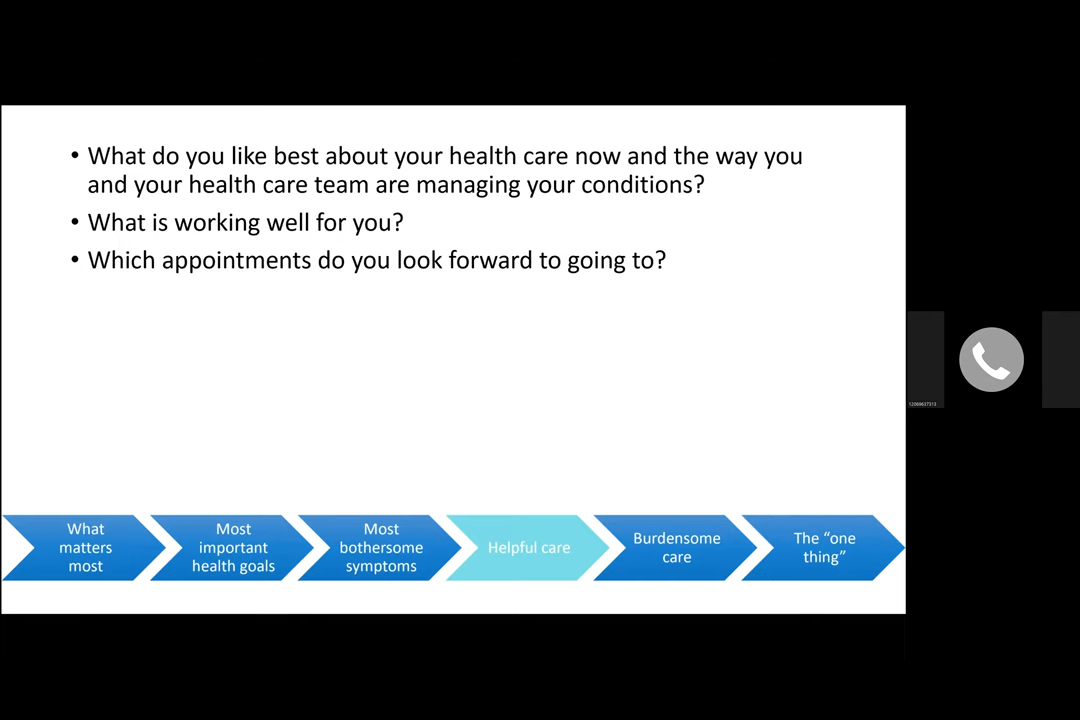 • What do you like best about your health care now and the way you
and your health care team are managing your conditions?
• What is working well for you?
• Which appointments do you look forward to going to?
What
matters
most
Most
important
health goals
Most
bothersome
symptoms
Helpful care
Burdensome
care
The “one
thing”